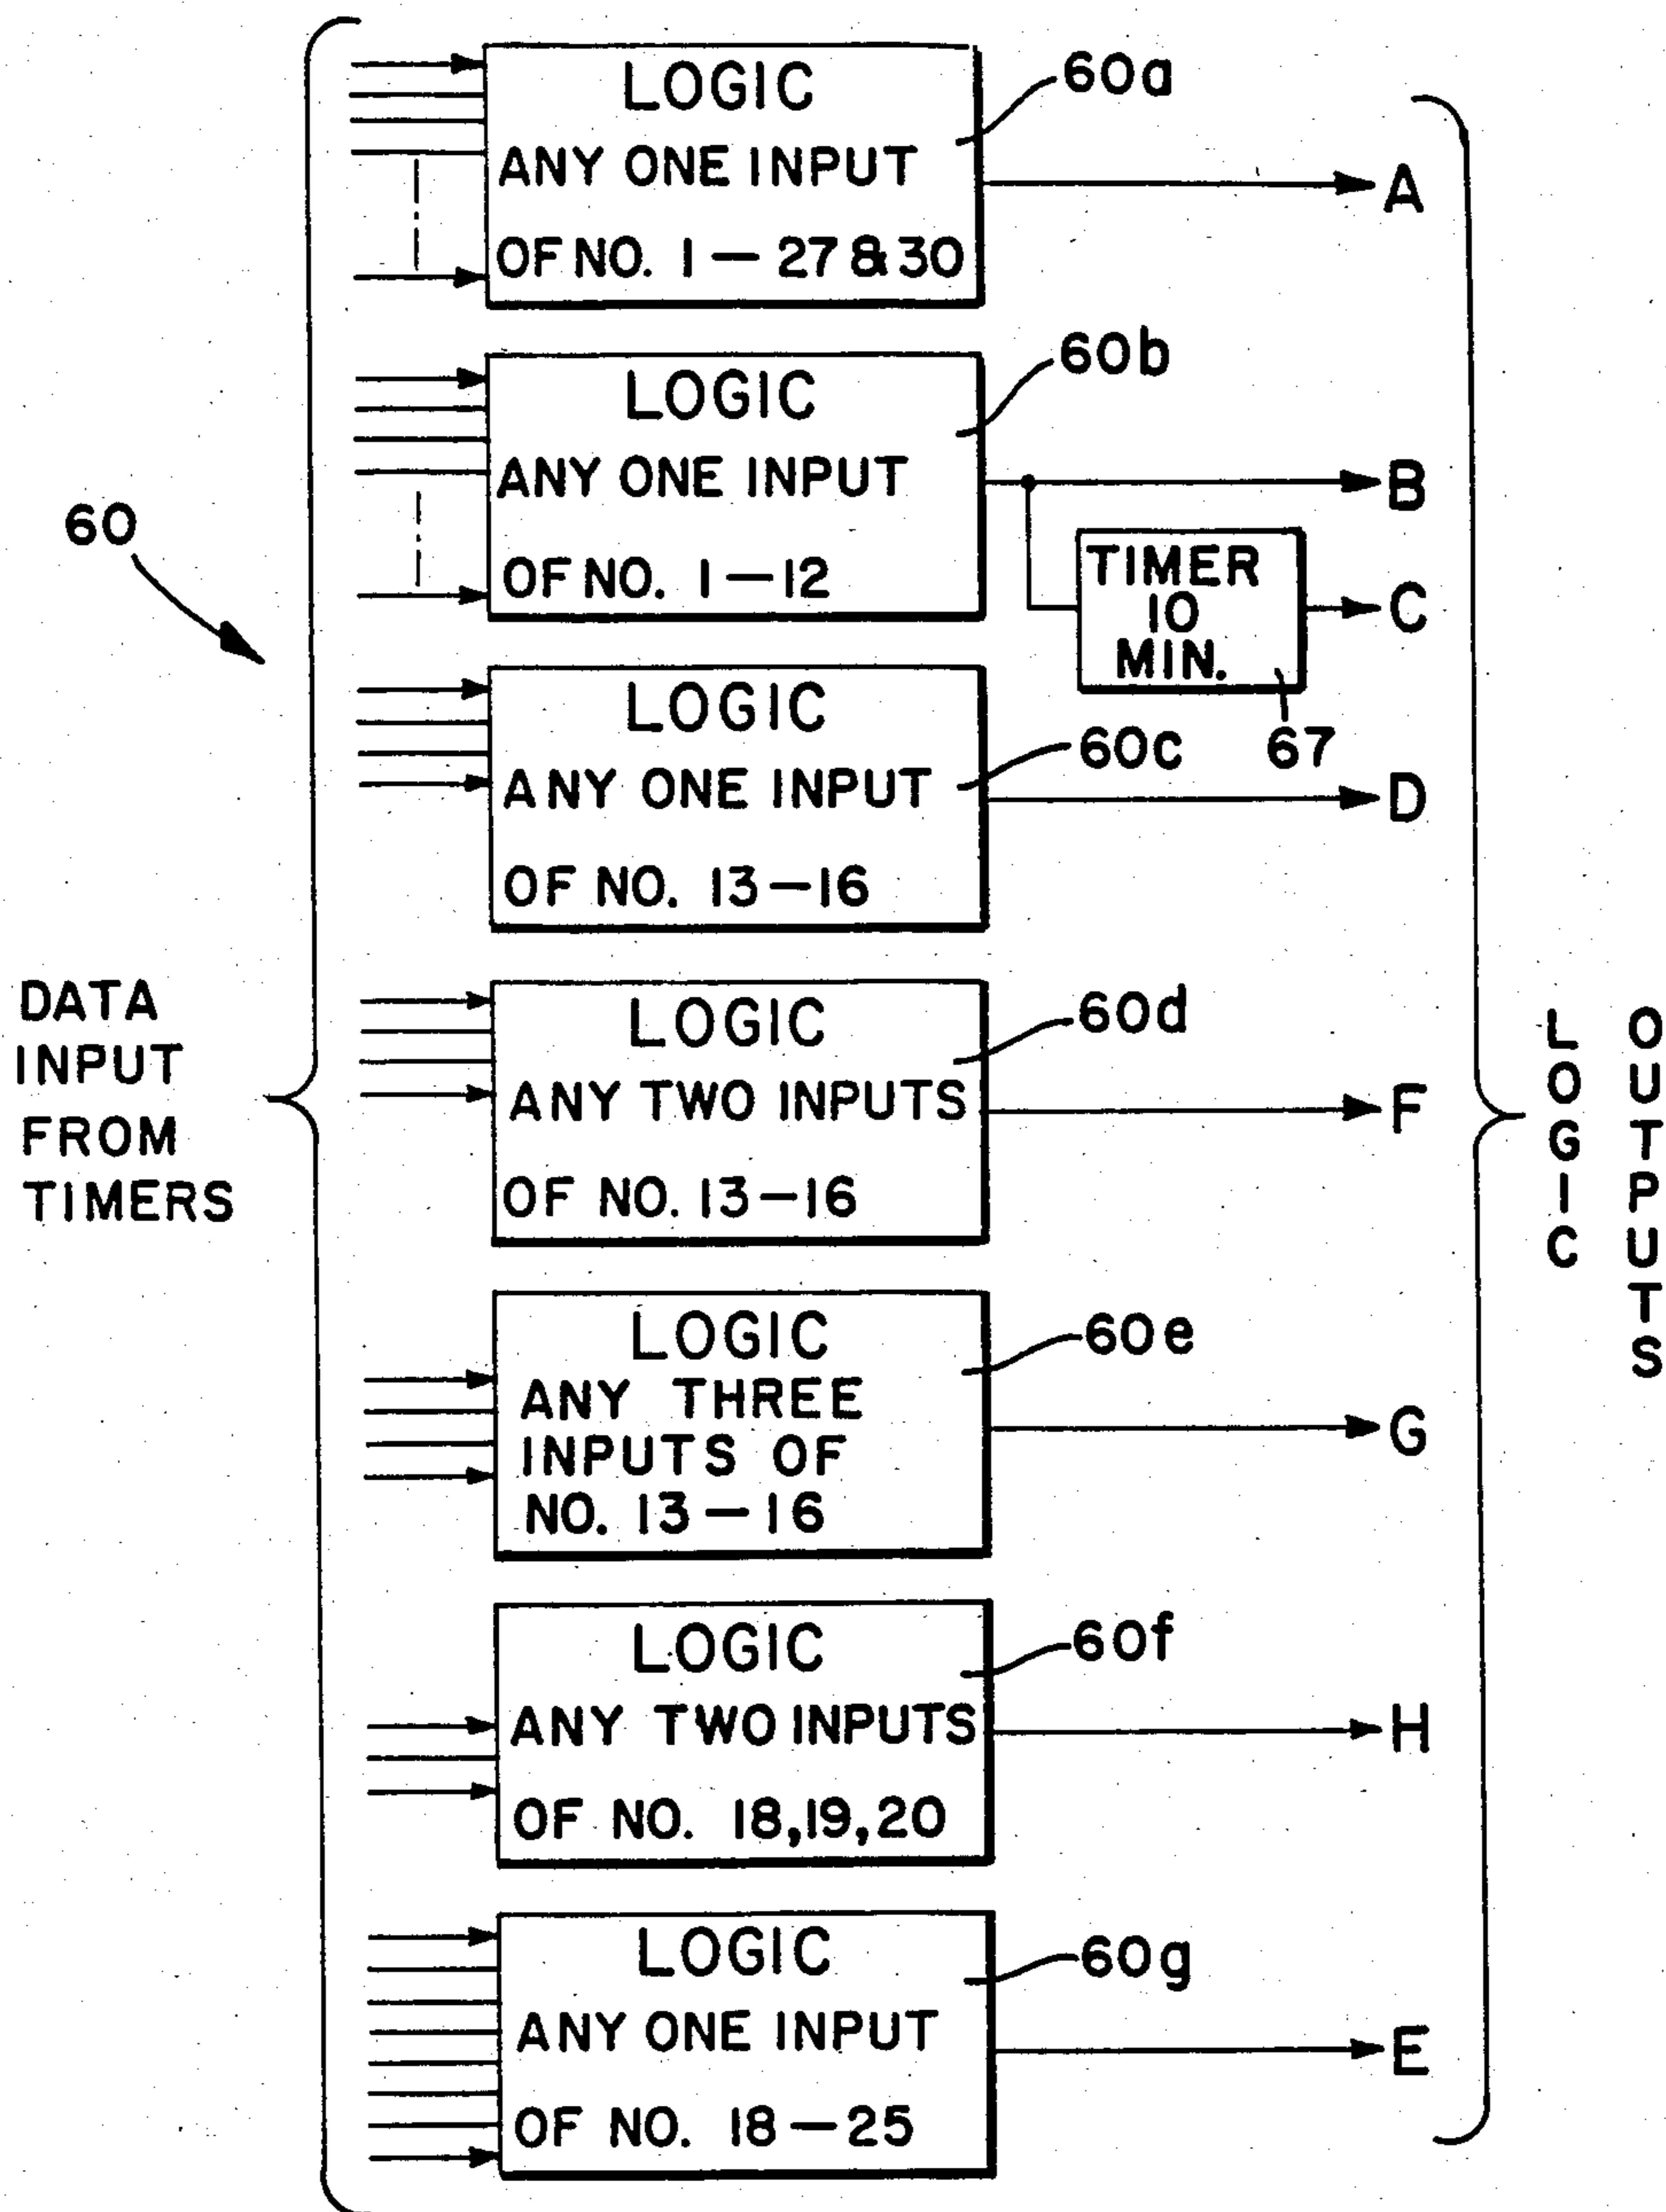 LOGIC
ANY ONE INPUT
OF NO. 1 — 27 & 30
60a
A
LOGIC
ANY ONE INPUT
OF NO. 1 — 12
60b
B
TIMER
10
MIN.
67
C
60
LOGIC
ANY ONE INPUT
OF NO. 13 — 16
60c
D
DATA
INPUT
FROM
TIMERS
LOGIC
ANY TWO INPUTS
OF NO. 13 — 16
60d
F
LOGIC
OUTPUTS
LOGIC
ANY THREE
INPUTS OF
NO. 13 — 16
60e
G
LOGIC
ANY TWO INPUTS
OF NO. 18,19,20
60f
H
LOGIC
ANY ONE INPUT
OF NO. 18 — 25
60g
E